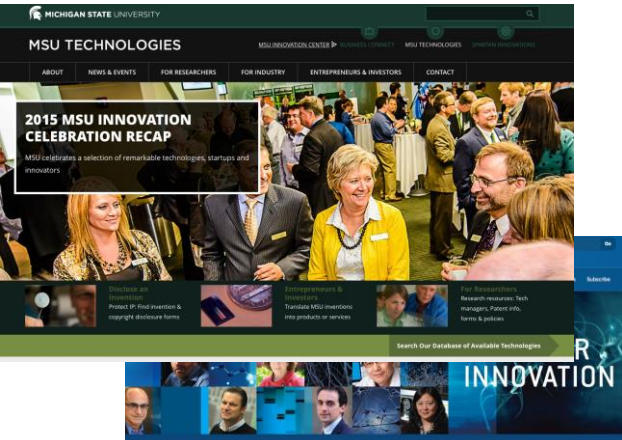 MICHIGAN STATE UNIVERSITY
MSU TECHNOLOGIES
MSU INNOVATION CENTER
BUSINESS CONNECT
MSU TECHNOLOGIES
SPARTAN INNOVATIONS
ABOUT
NEWS & EVENTS
FOR RESEARCHERS
FOR INDUSTRY
ENTREPRENEURS & INVESTORS
CONTACT
2015 MSU INNOVATION
CELEBRATION RECAP
MSU celebrates a selection of remarkable technologies, startups and
innovators
Disclose an
Invention
Protect IP: Find invention &
copyright disclosure forms
Entrepreneurs &
Investors
Translate MSU inventions
into products or services
For Researchers
Research resources: Tech
managers, Patent info,
forms & policies
Search Our Database of Available Technologies
Go
Subscribe
R
INNOVATION